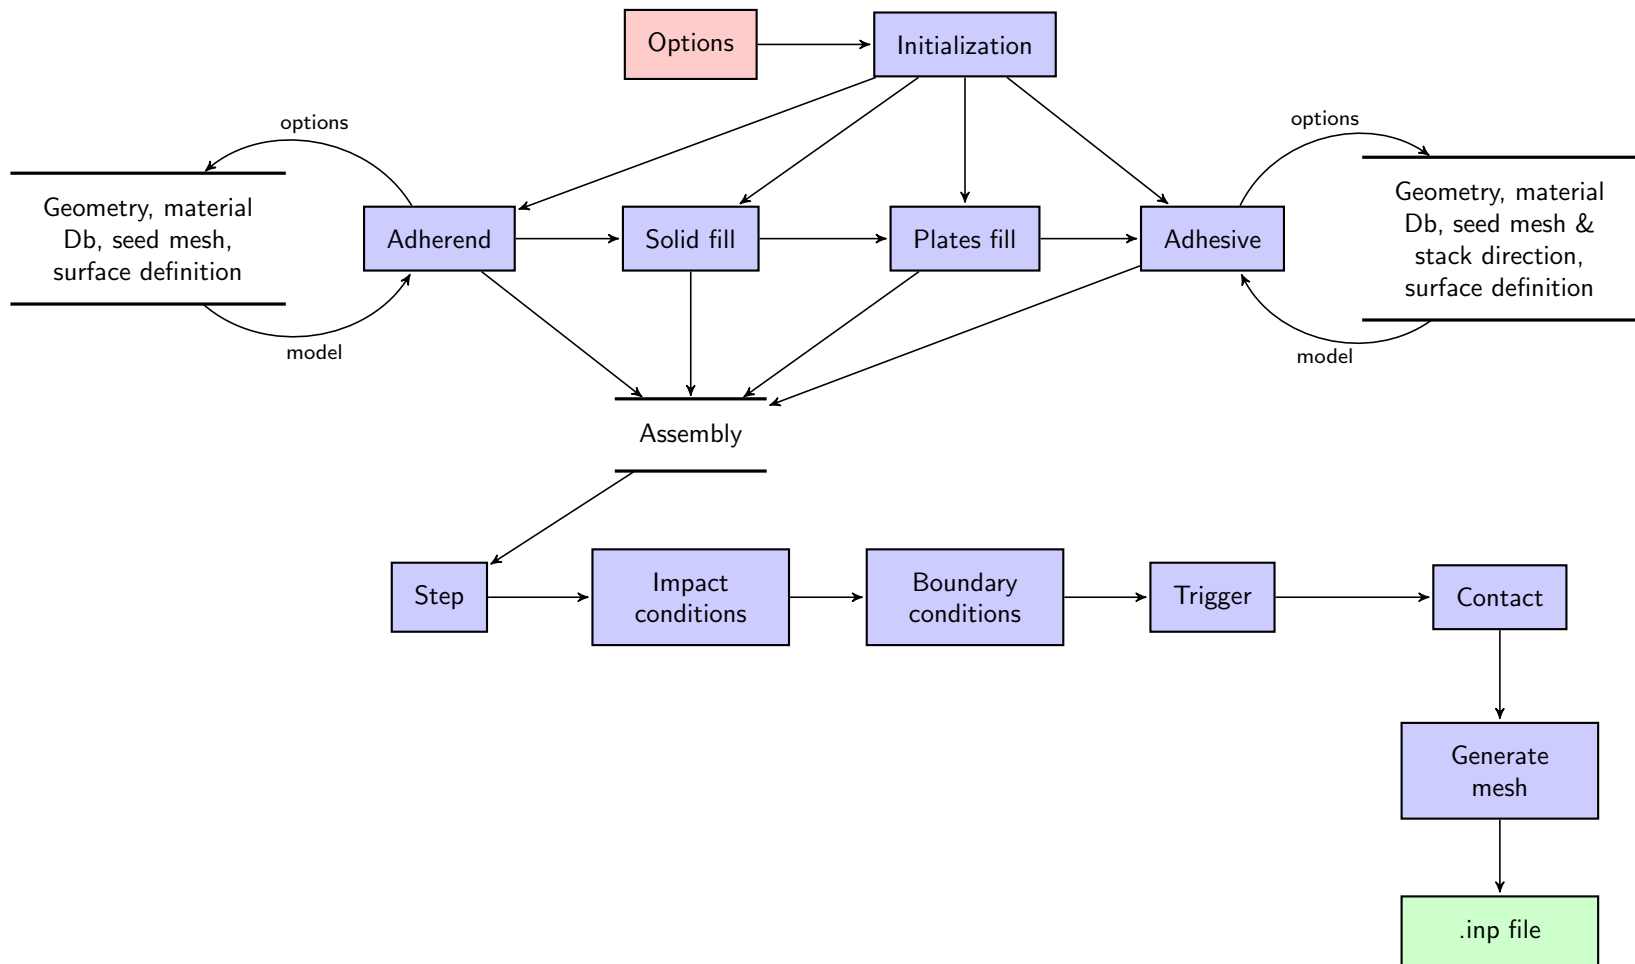 Options
Initialization
options
options
Geometry, material
Db, seed mesh,
surface definition
Adherend
Solid fill
Plates fill
Adhesive
Geometry, material
Db, seed mesh &
stack direction,
surface definition
model
model
Assembly
Step
Impact
conditions
Boundary
conditions
Trigger
Contact
Generate
mesh
.inp file